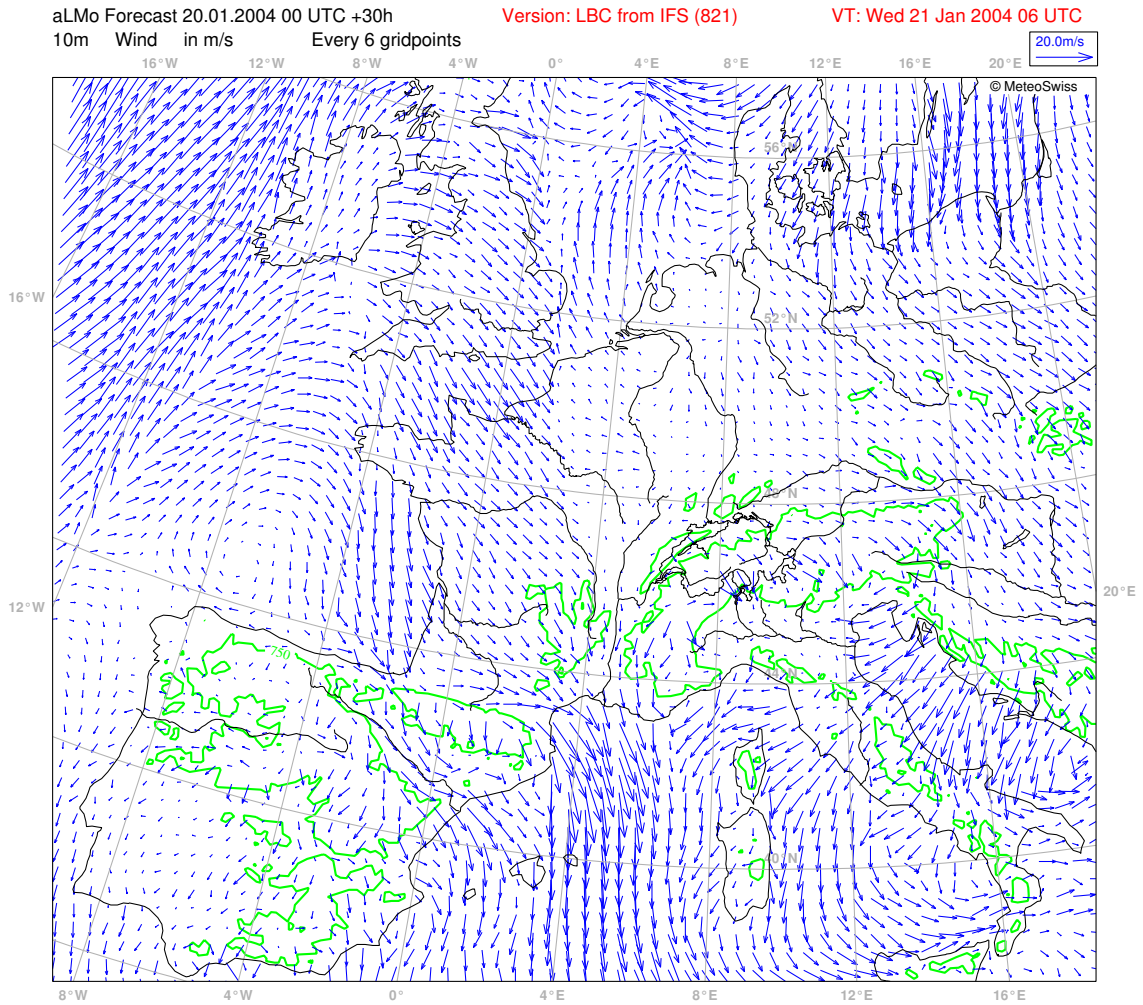 aLMo Forecast 20.01.2004 00 UTC +30h Version: LBC from IFS (821) VT: Wed 21 Jan 2004 06 UTC
10m Wind in m/s Every 6 gridpoints
20.0m/s
16°W 12°W 8°W 4°W 0° 4°E 8°E 12°E 16°E 20°E
© MeteoSwiss
56°N
16°W
52°N
48°N
12°W
20°E
750
44°N
40°N
8°W 4°W 0° 4°E 8°E 12°E 16°E